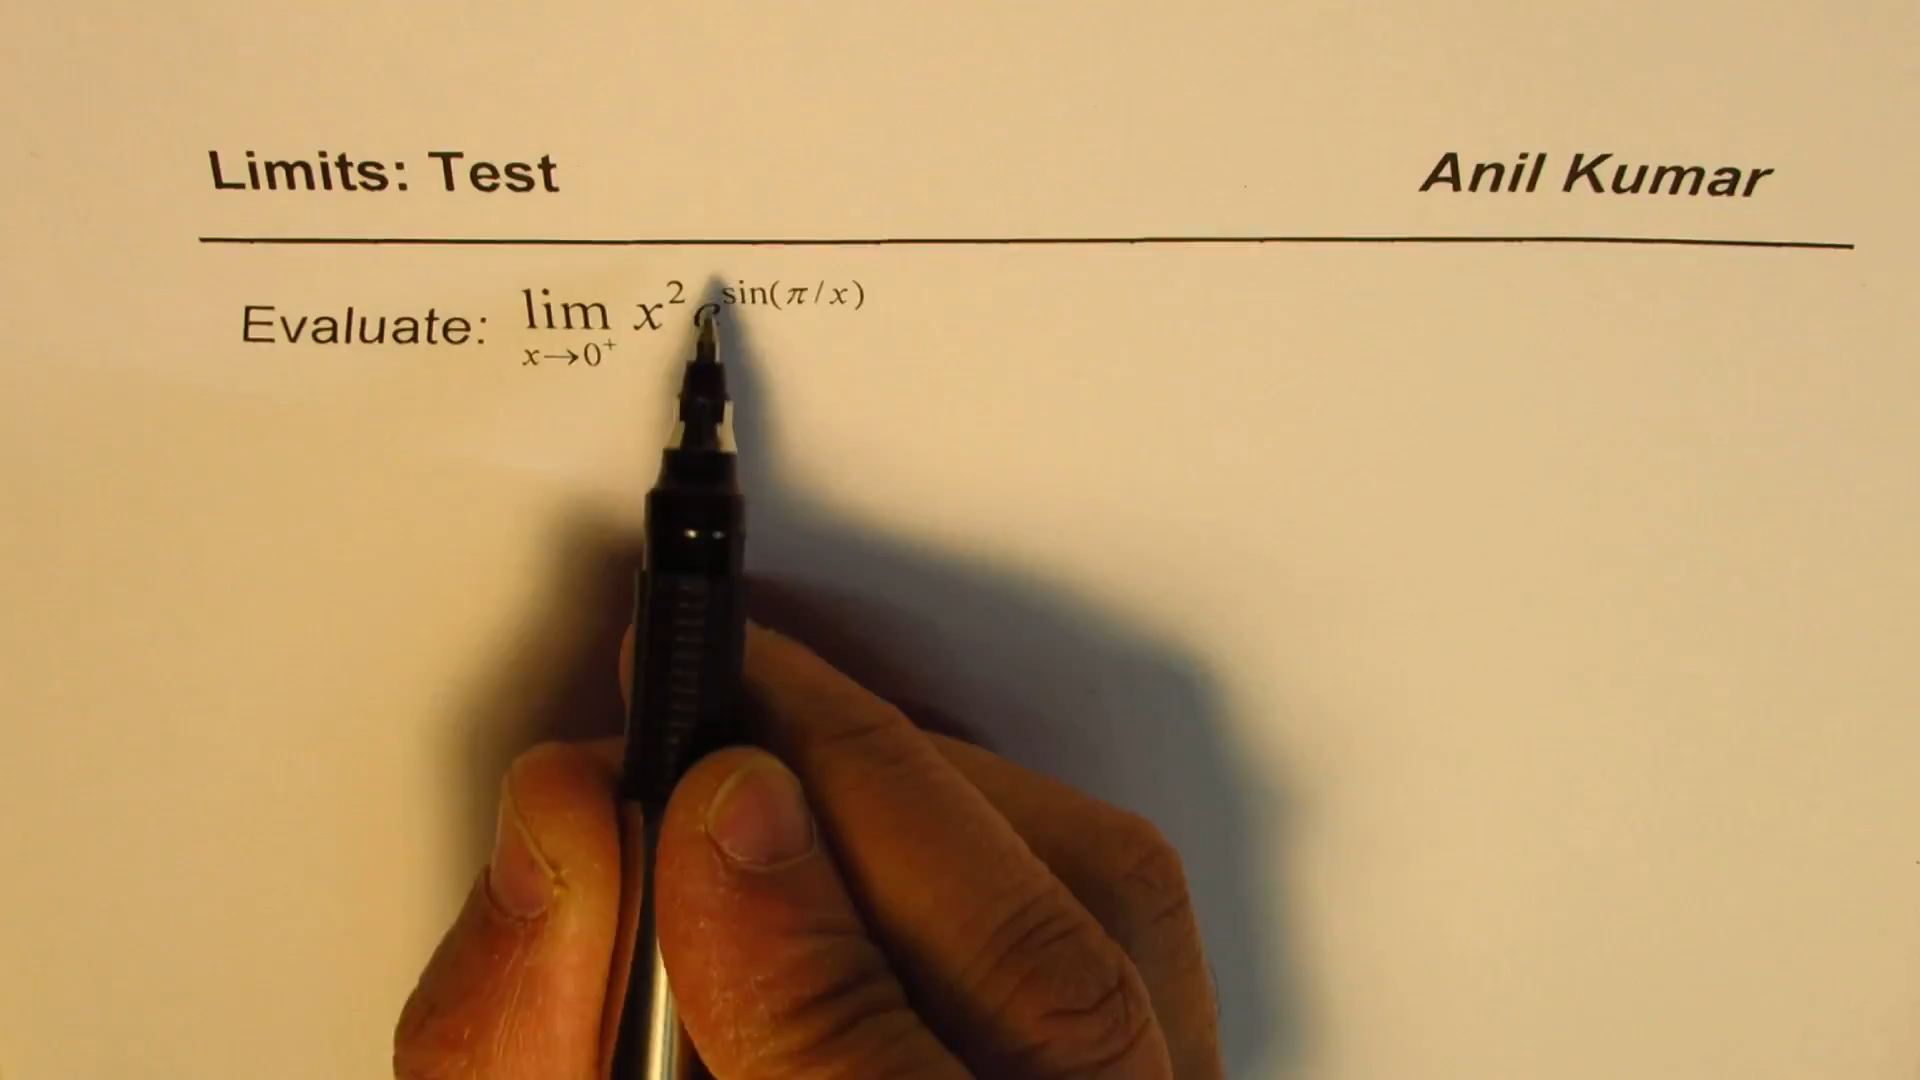 Limits: Test Anil Kumar
Evaluate: lim x→0⁺ x² e^sin(π/x)